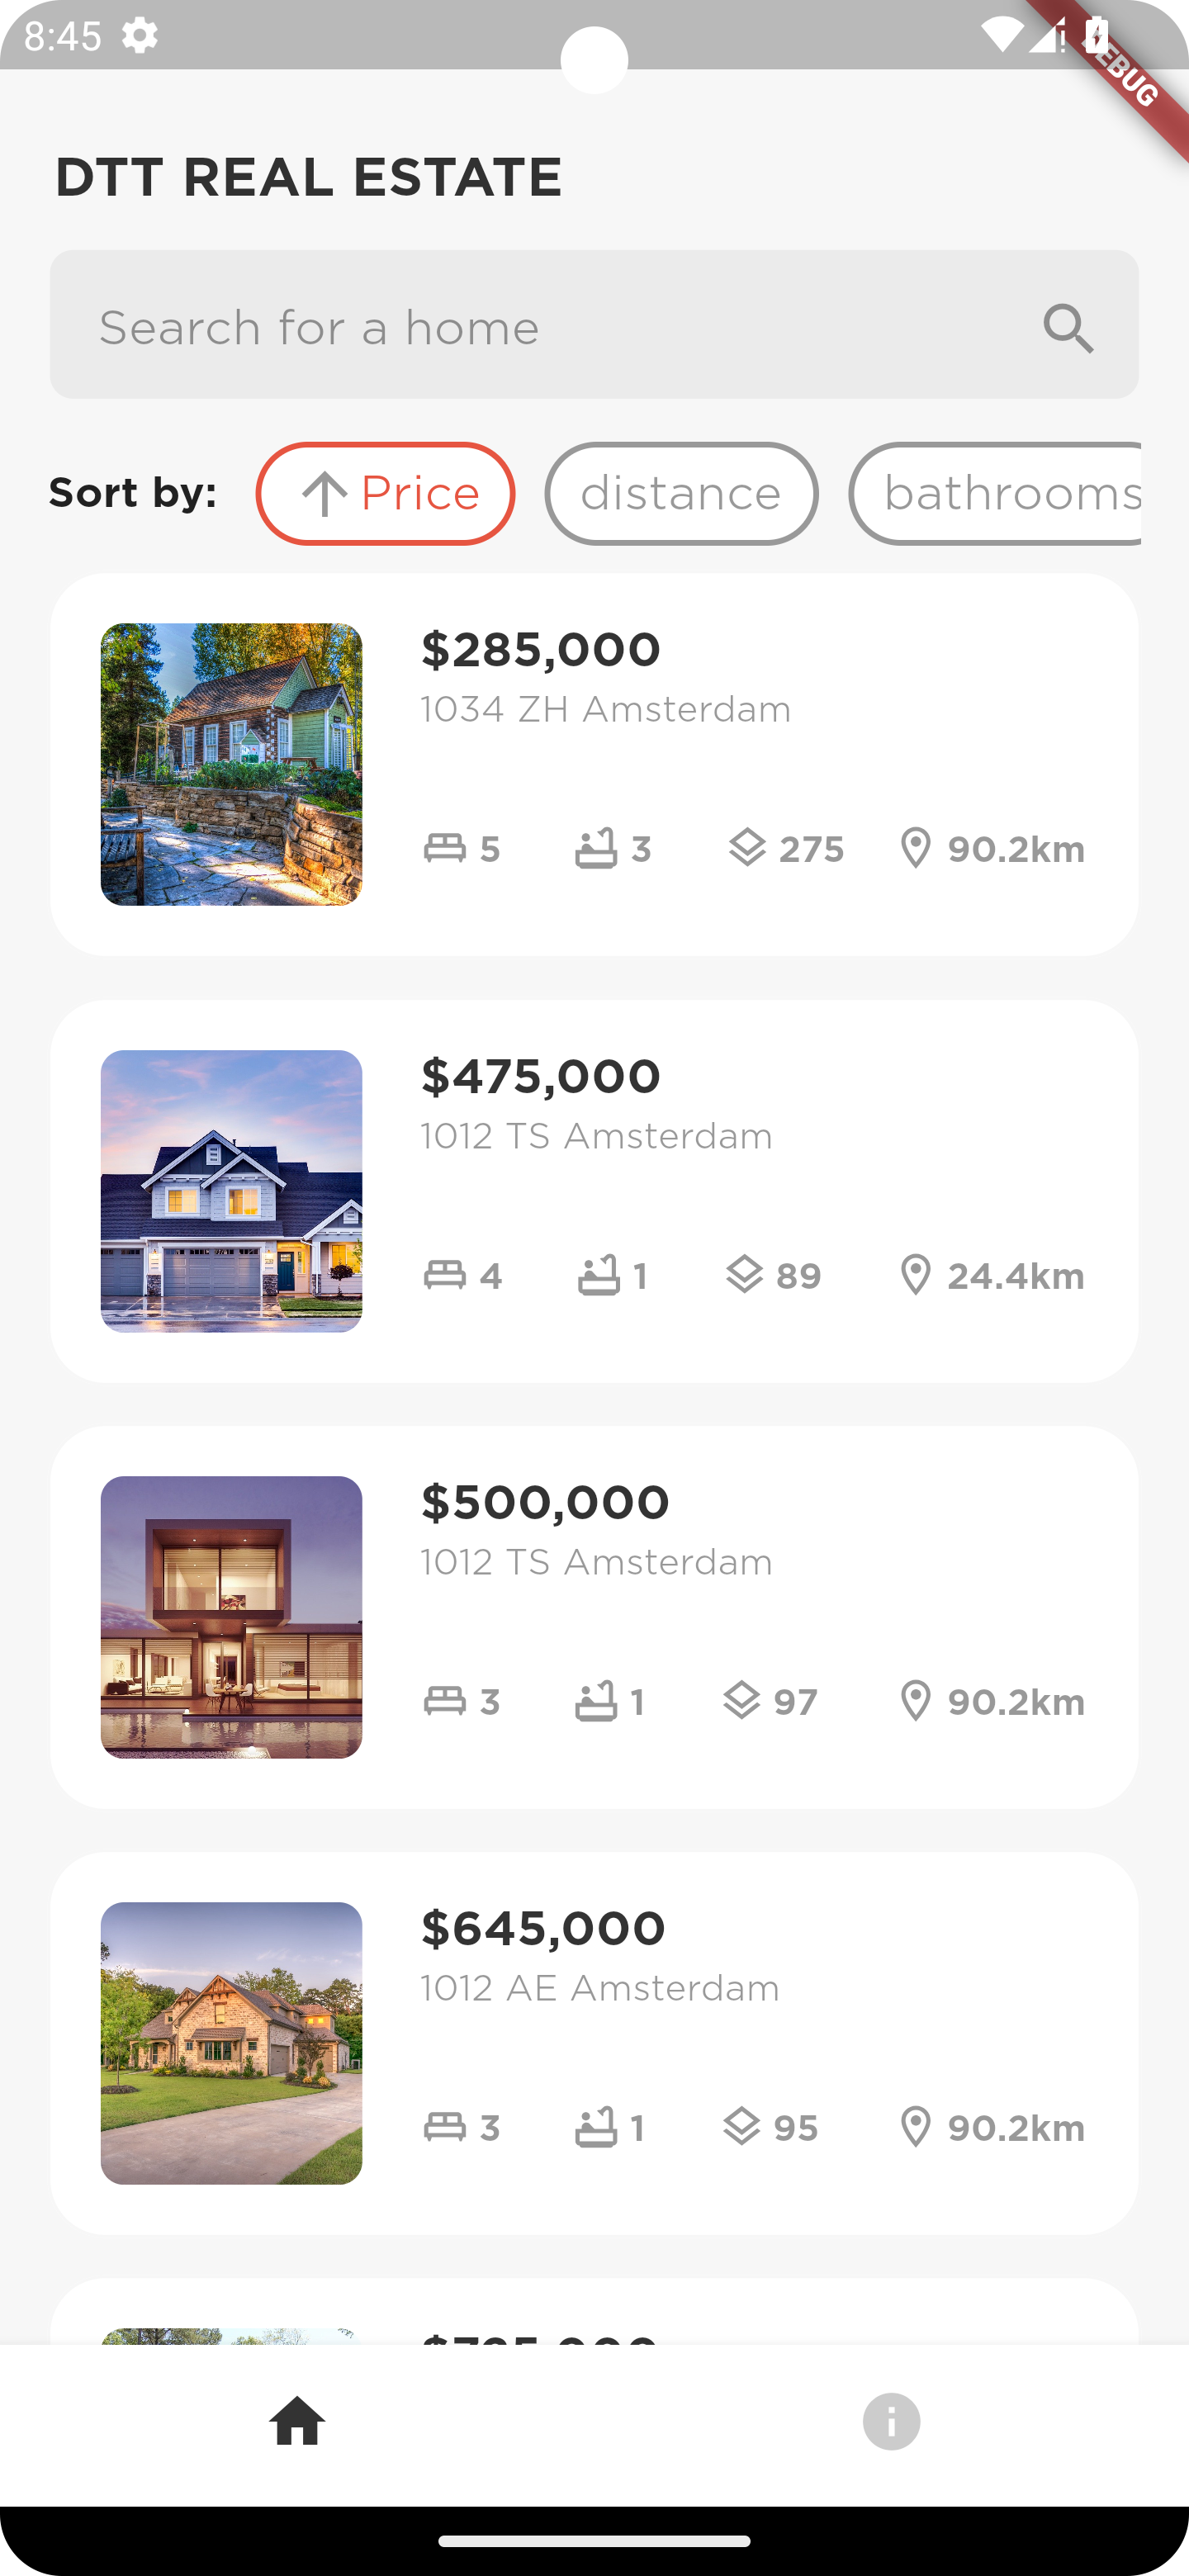 8:45
DEBUG
DTT REAL ESTATE
Search for a home
Sort by: Price distance bathrooms
$285,000
1034 ZH Amsterdam
5 3 275 90.2km
$475,000
1012 TS Amsterdam
4 1 89 24.4km
$500,000
1012 TS Amsterdam
3 1 97 90.2km
$645,000
1012 AE Amsterdam
3 1 95 90.2km